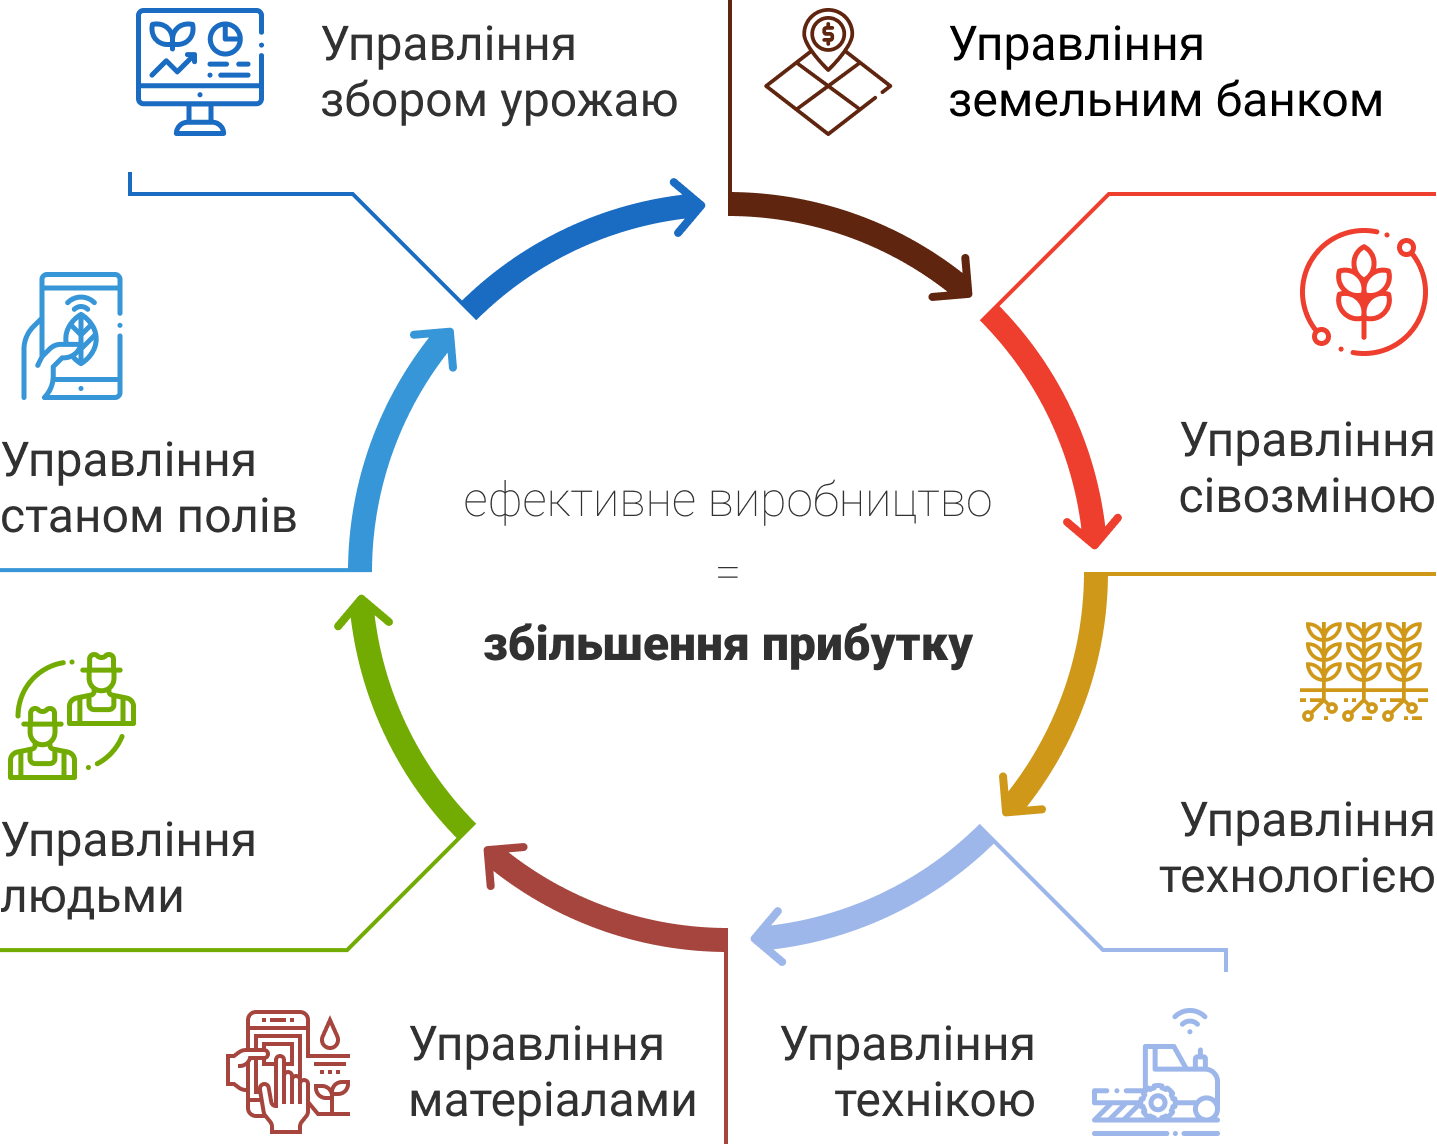 Управління
збором урожаю
Управління
земельним банком
Управління
сівозміною
Управління
технологією
Управління
технікою
Управління
матеріалами
Управління
людьми
Управління
станом полів
ефективне виробництво
=
збільшення прибутку